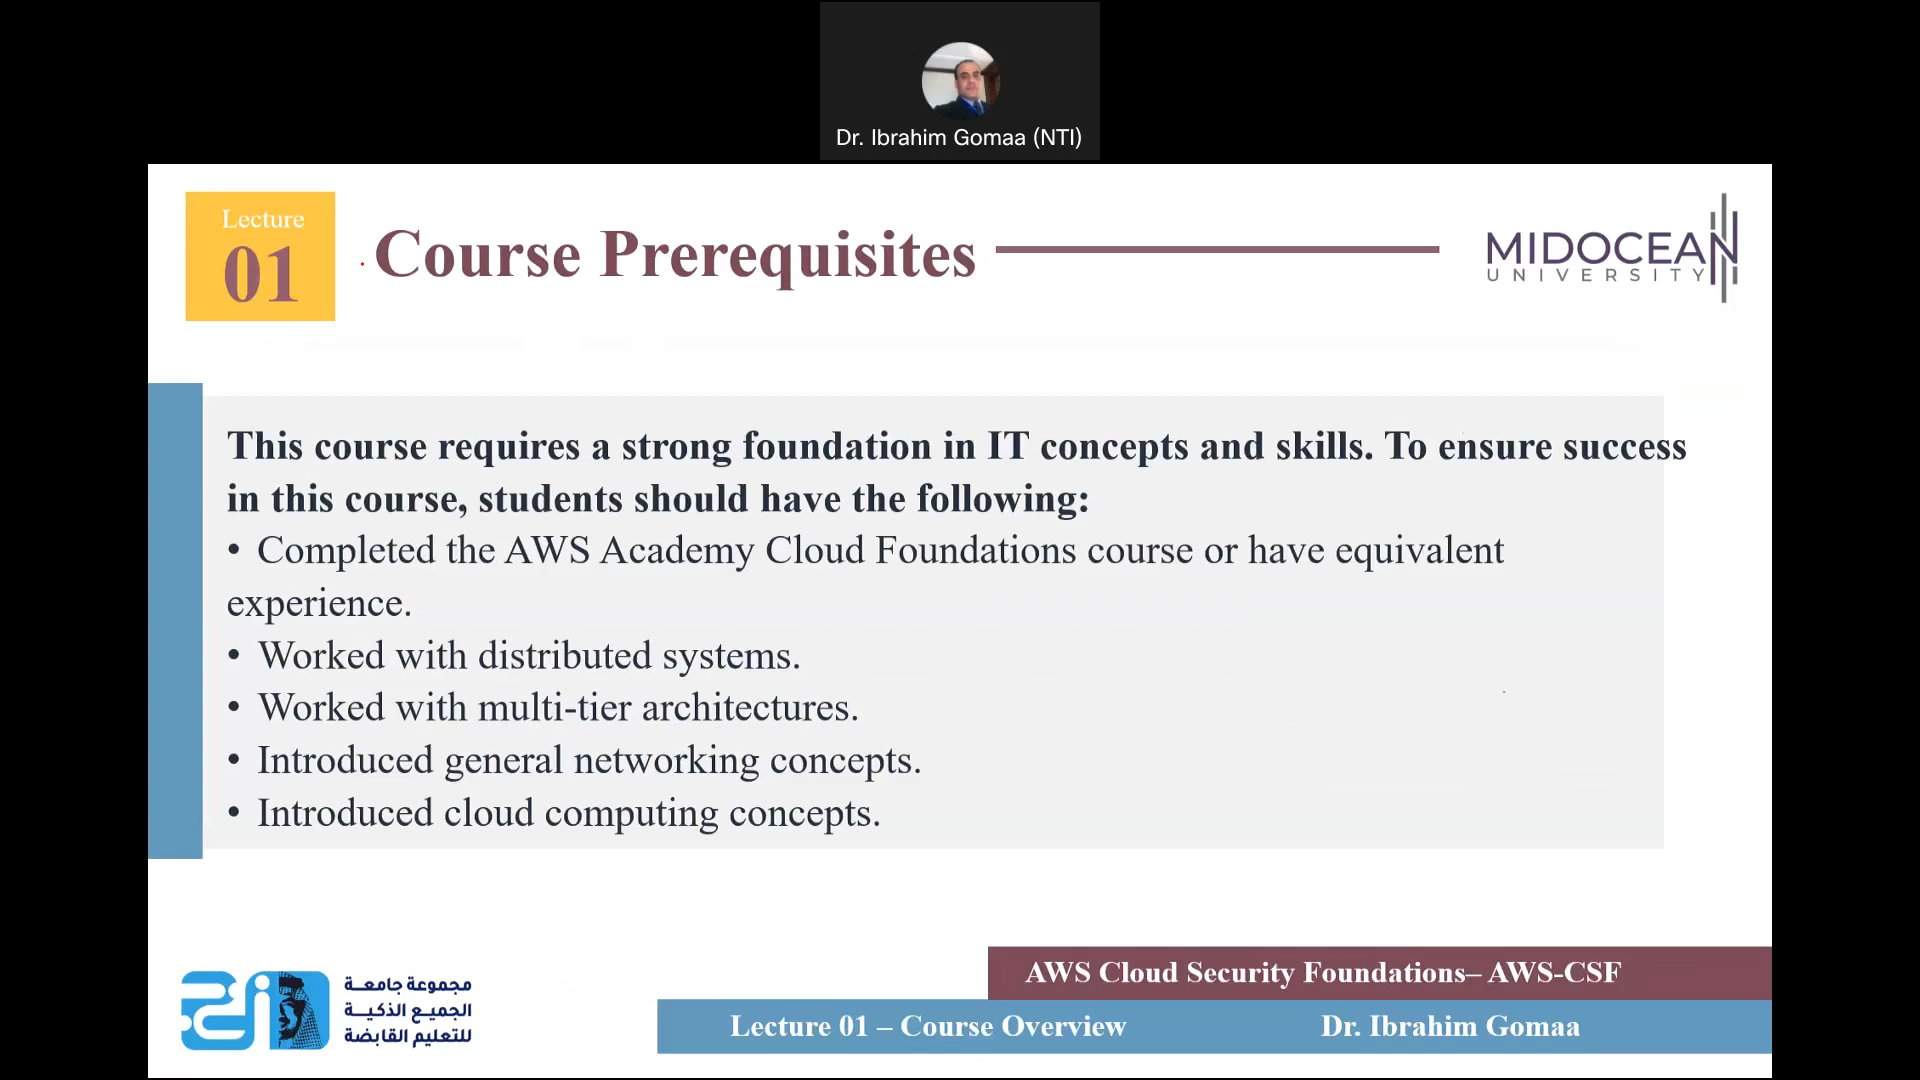 Dr. Ibrahim Gomaa (NTI)
Lecture
01
Course Prerequisites
MIDOCEAN
UNIVERSITY
This course requires a strong foundation in IT concepts and skills. To ensure success
in this course, students should have the following:
• Completed the AWS Academy Cloud Foundations course or have equivalent
experience.
• Worked with distributed systems.
• Worked with multi-tier architectures.
• Introduced general networking concepts.
• Introduced cloud computing concepts.
مجموعة جامعة
الجميع الذكية
للتعليم القابضة
AWS Cloud Security Foundations– AWS-CSF
Lecture 01 – Course Overview
Dr. Ibrahim Gomaa